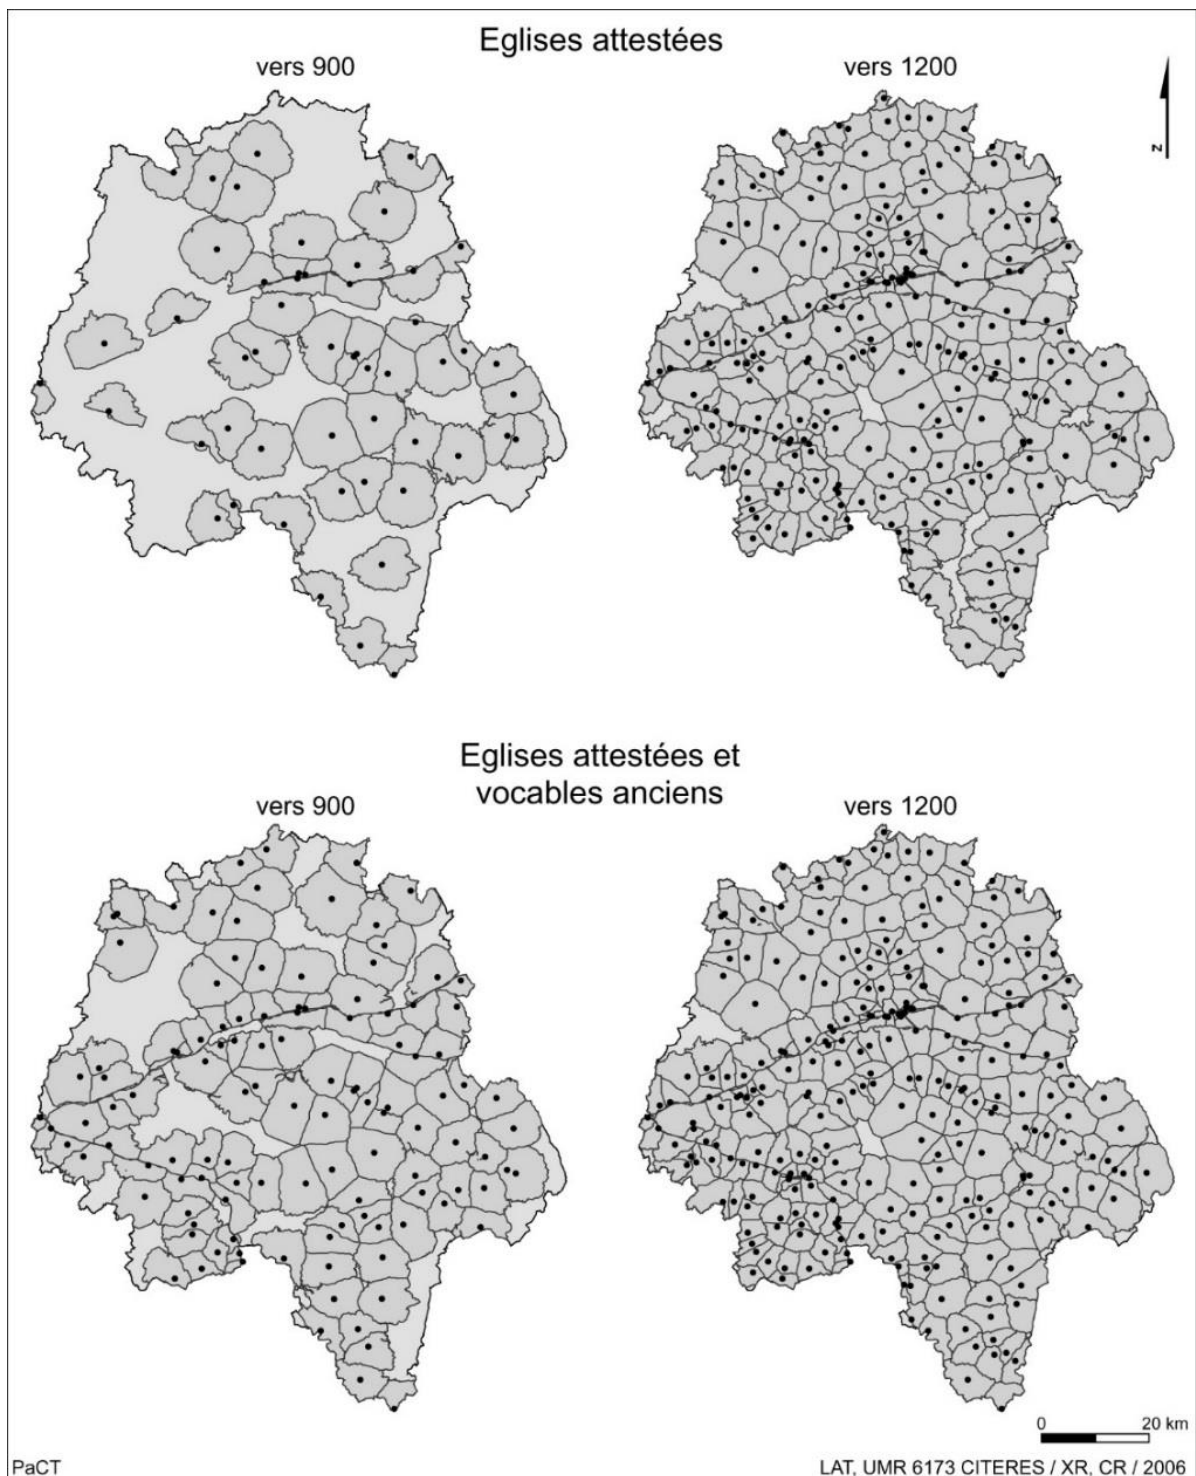 Eglises attestées
vers 900
vers 1200
N
Eglises attestées et
vocables anciens
vers 900
vers 1200
0 20 km
PaCT
LAT, UMR 6173 CITERES / XR, CR / 2006